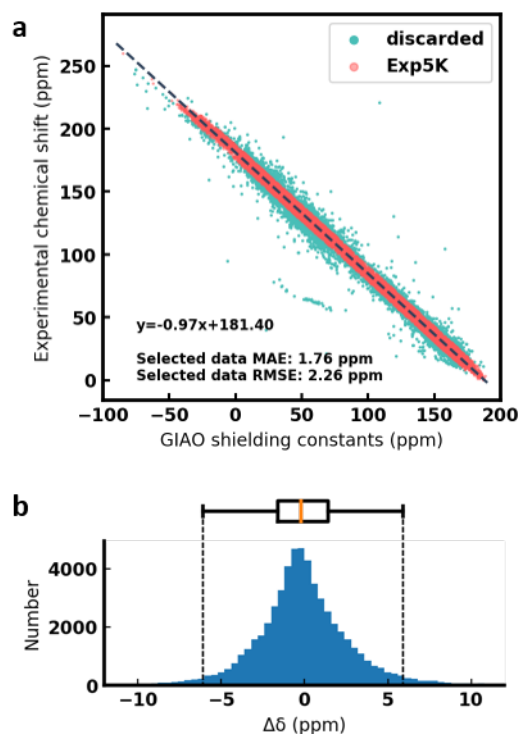 a
discarded
Exp5K
Experimental chemical shift (ppm)
250
200
150
100
50
0
y=-0.97x+181.40
Selected data MAE: 1.76 ppm
Selected data RMSE: 2.26 ppm
−100
−50
0
50
100
150
200
GIAO shielding constants (ppm)
b
Number
4000
2000
0
−10
−5
0
5
10
Δδ (ppm)